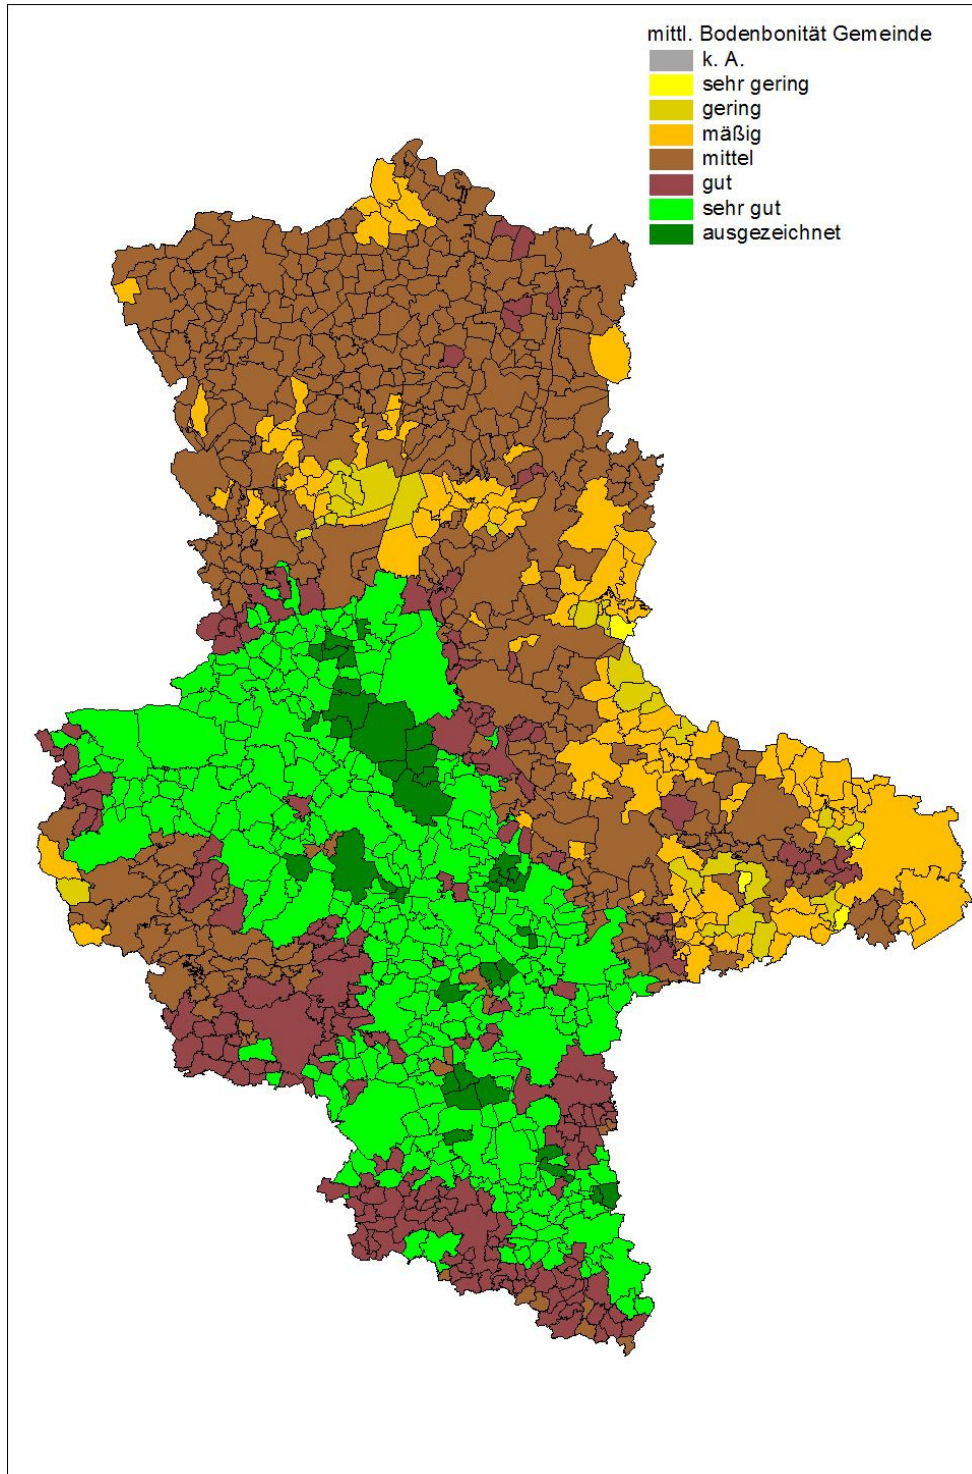 mittl. Bodenbonität Gemeinde
k. A.
sehr gering
gering
mäßig
mittel
gut
sehr gut
ausgezeichnet